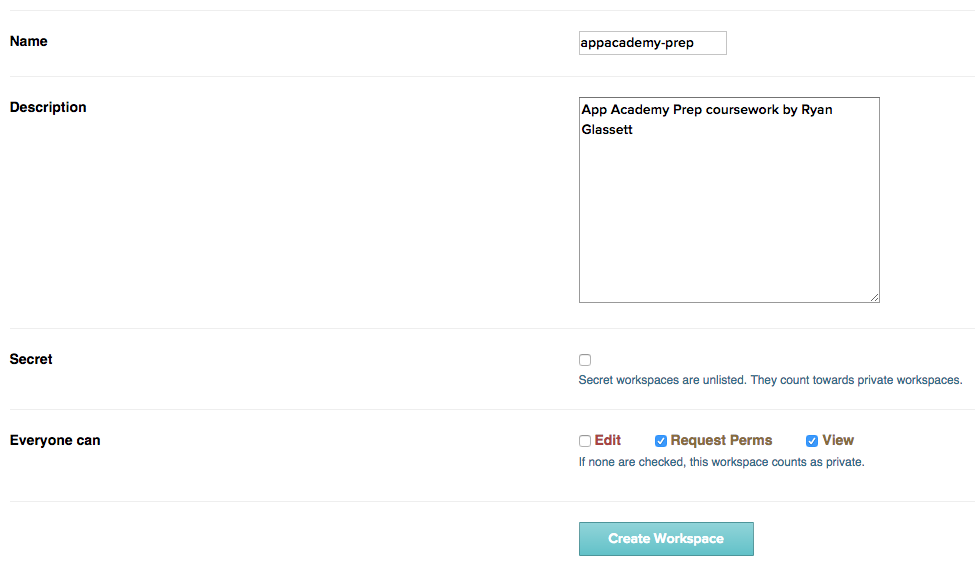 Name
appacademy-prep
Description
App Academy Prep coursework by Ryan
Glassett
Secret
Secret workspaces are unlisted. They count towards private workspaces.
Everyone can
Edit Request Perms View
If none are checked, this workspace counts as private.
Create Workspace